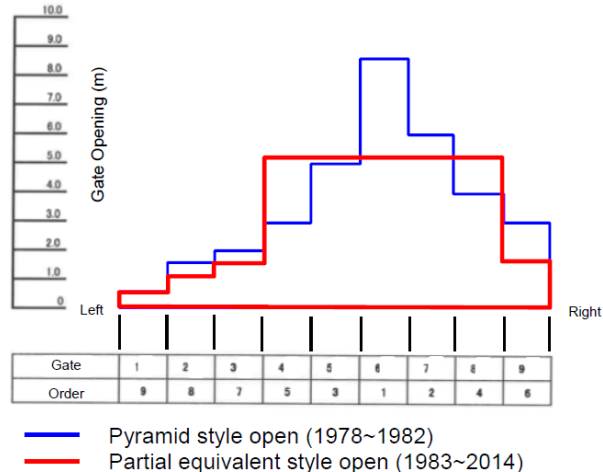 10.0
9.0
8.0
7.0
6.0
5.0
4.0
3.0
2.0
1.0
0
Gate Opening (m)
Left
Right
Gate 1 2 3 4 5 6 7 8 9
Order 9 8 7 5 3 1 2 4 6
Pyramid style open (1978~1982)
Partial equivalent style open (1983~2014)